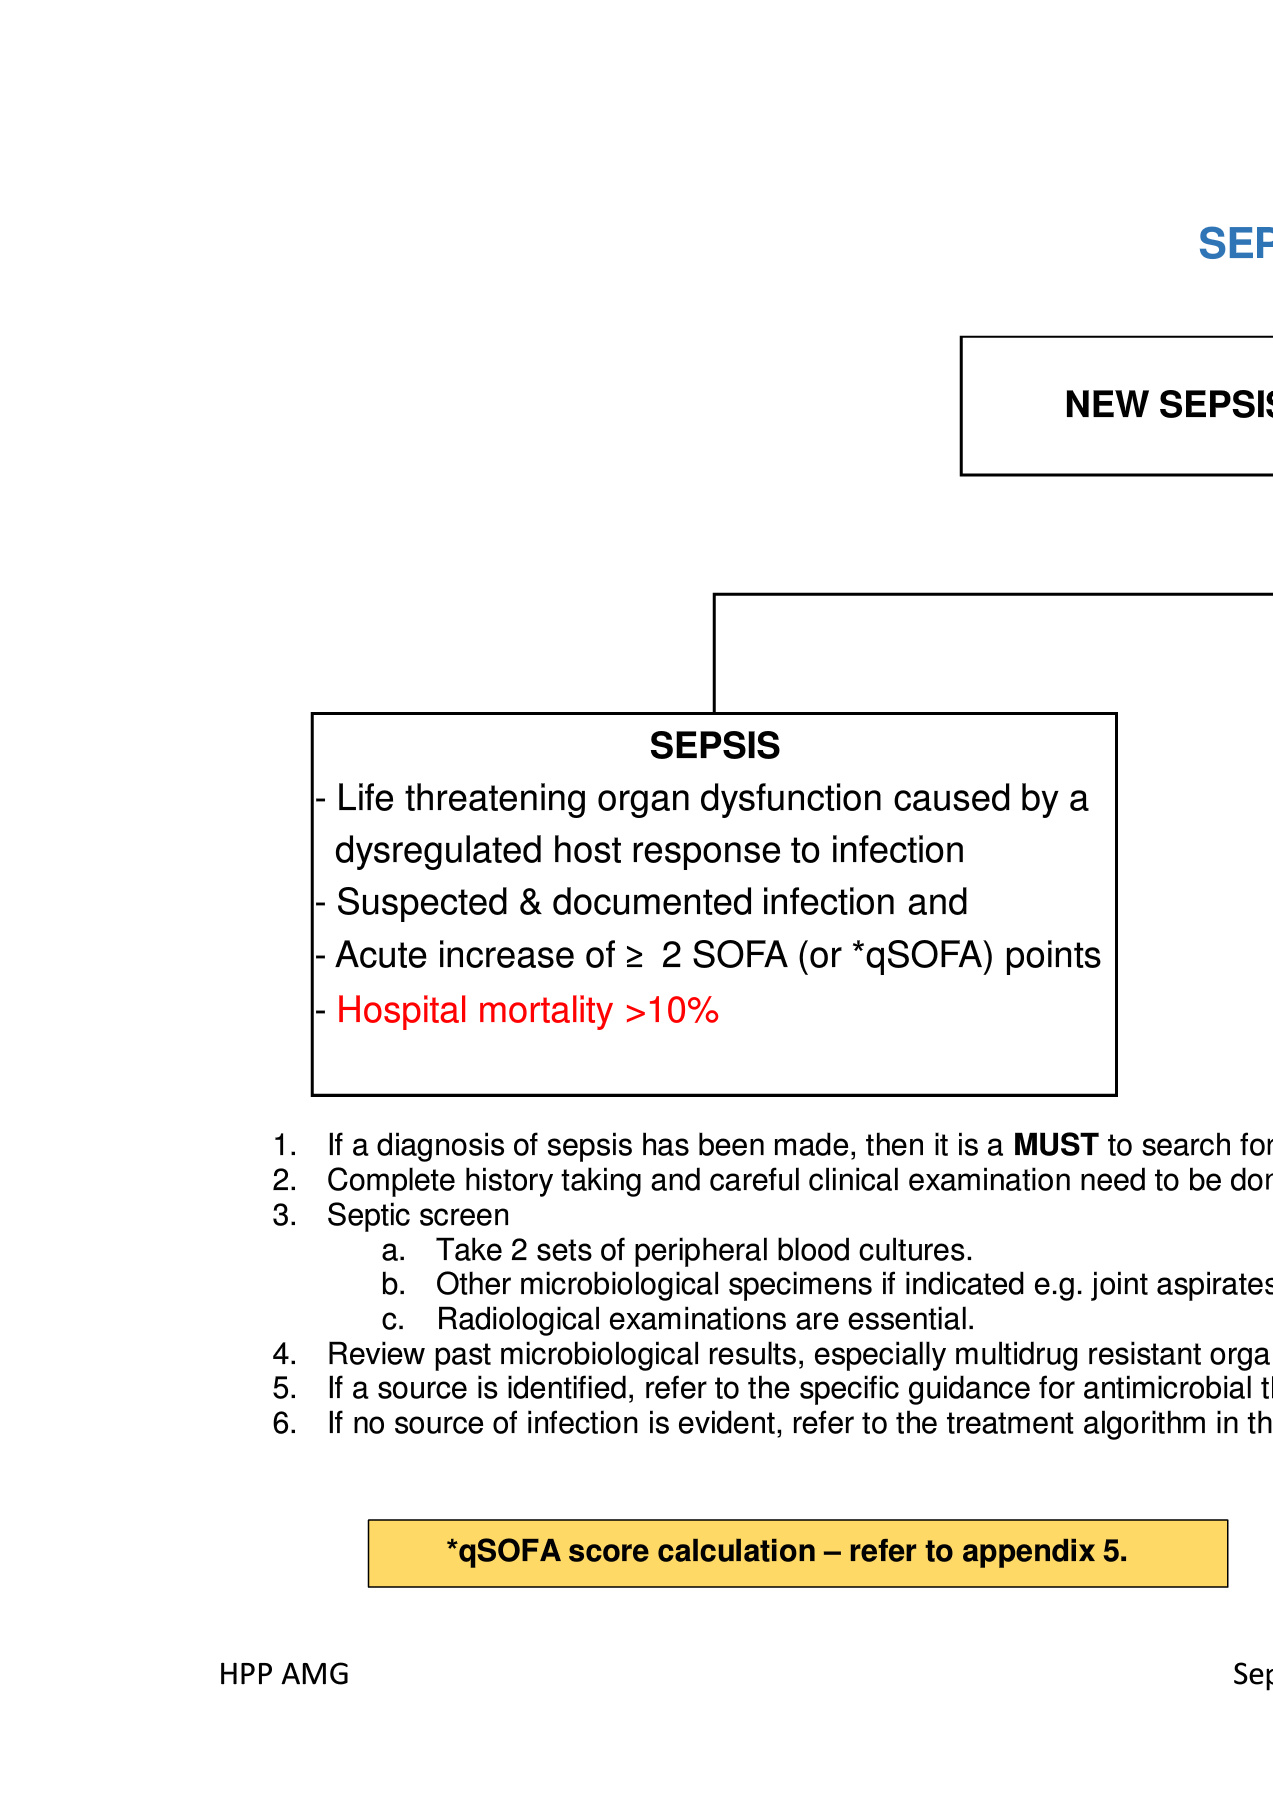 SEP
NEW SEPSIS
SEPSIS
- Life threatening organ dysfunction caused by a
dysregulated host response to infection
- Suspected & documented infection and
- Acute increase of ≥ 2 SOFA (or *qSOFA) points
- Hospital mortality >10%
1. If a diagnosis of sepsis has been made, then it is a MUST to search for
2. Complete history taking and careful clinical examination need to be
3. Septic screen
a. Take 2 sets of peripheral blood cultures.
b. Other microbiological specimens if indicated e.g. joint aspirates
c. Radiological examinations are essential.
4. Review past microbiological results, especially multidrug resistant
5. If a source is identified, refer to the specific guidance for antimicrobial
6. If no source of infection is evident, refer to the treatment algorithm in
*qSOFA score calculation – refer to appendix 5.
HPP AMG
Sep